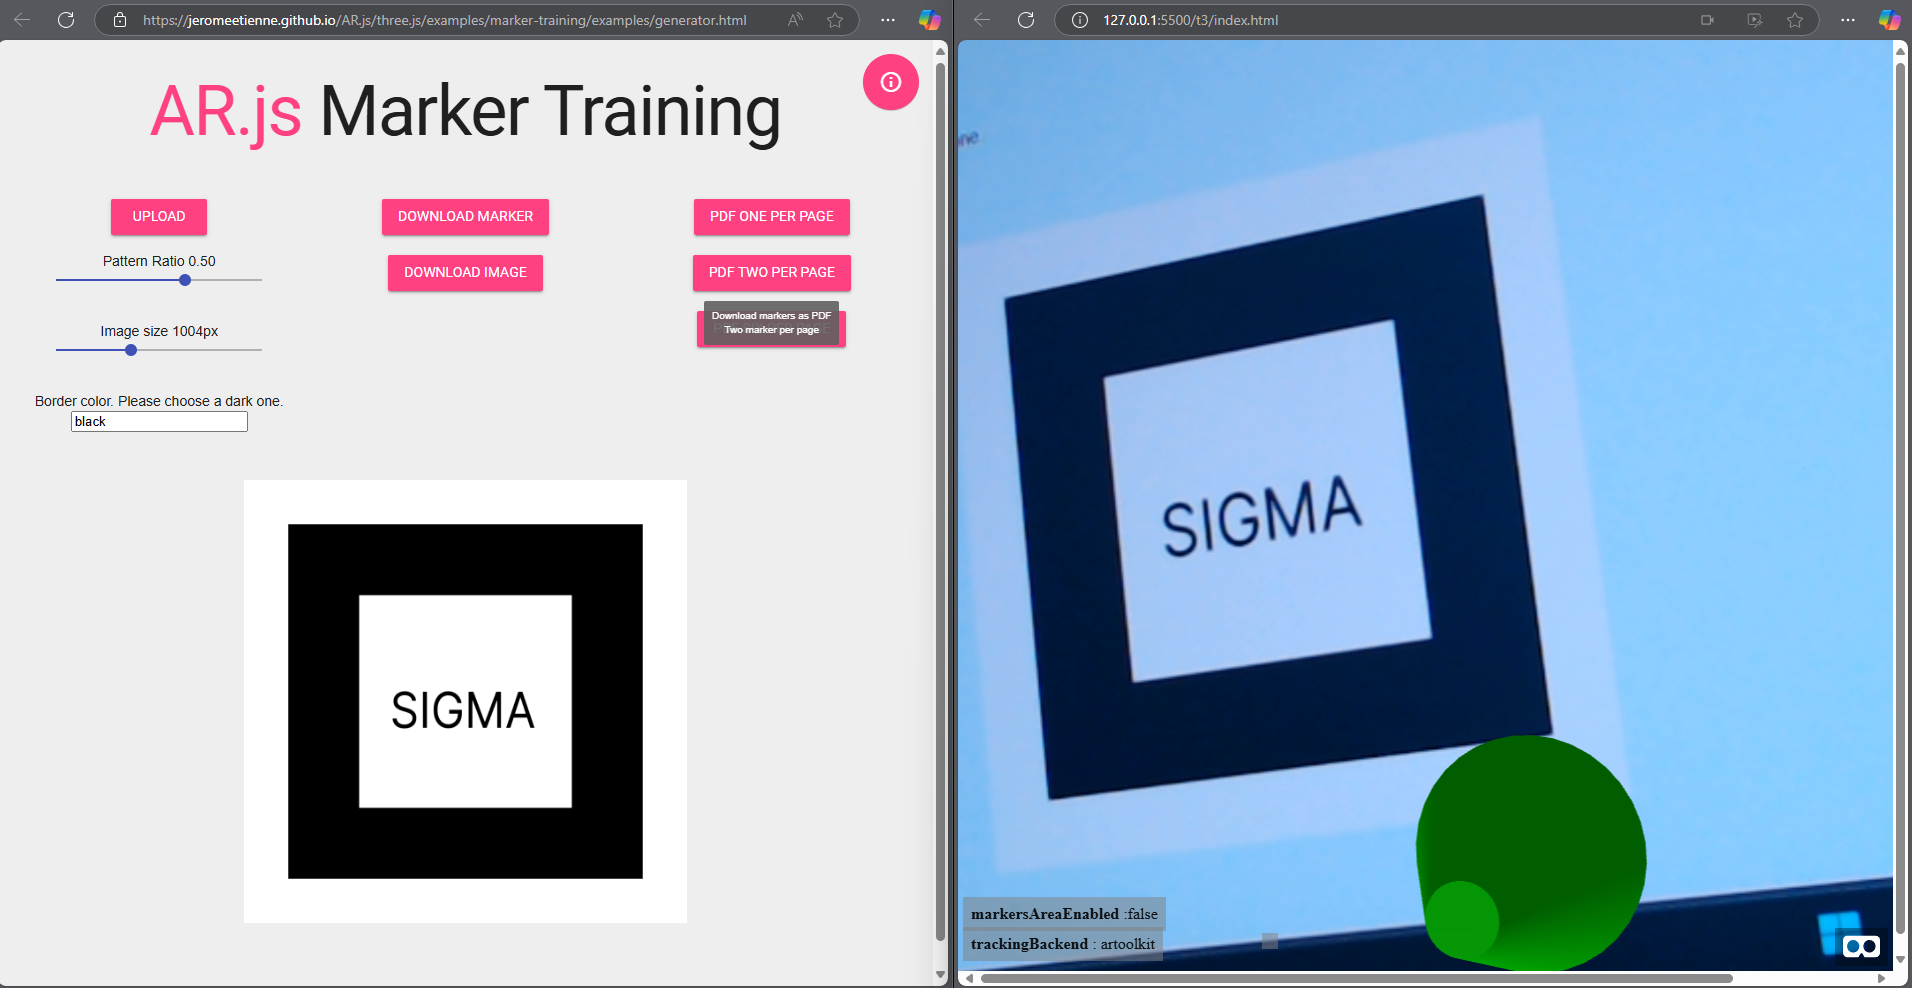 https://jeromeetienne.github.io/AR.js/three.js/examples/marker-training/examples/generator.html
AR.js Marker Training
UPLOAD
DOWNLOAD MARKER
PDF ONE PER PAGE
Pattern Ratio 0.50
DOWNLOAD IMAGE
PDF TWO PER PAGE
Download markers as PDF
Two marker per page
Image size 1004px
Border color. Please choose a dark one.
black
SIGMA
127.0.0.1:5500/t3/index.html
one.
SIGMA
markersAreaEnabled :false
trackingBackend : artoolkit